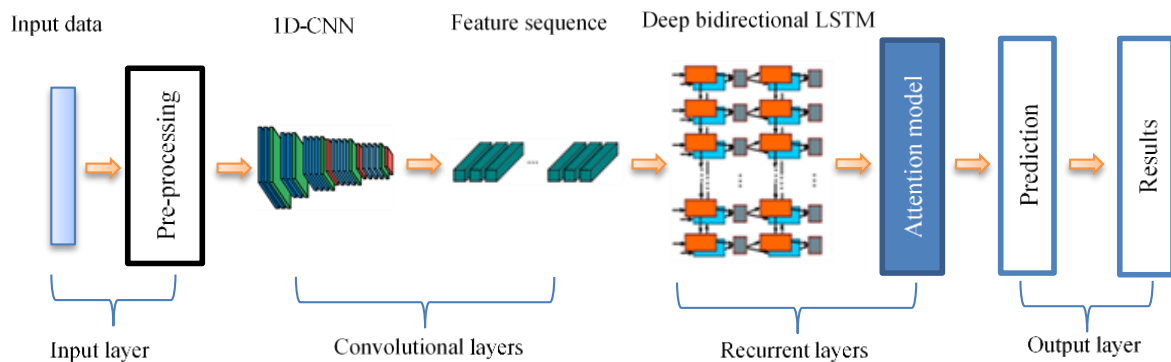 Input data
1D-CNN
Feature sequence
Deep bidirectional LSTM
Pre-processing
Attention model
Prediction
Results
Input layer
Convolutional layers
Recurrent layers
Output layer